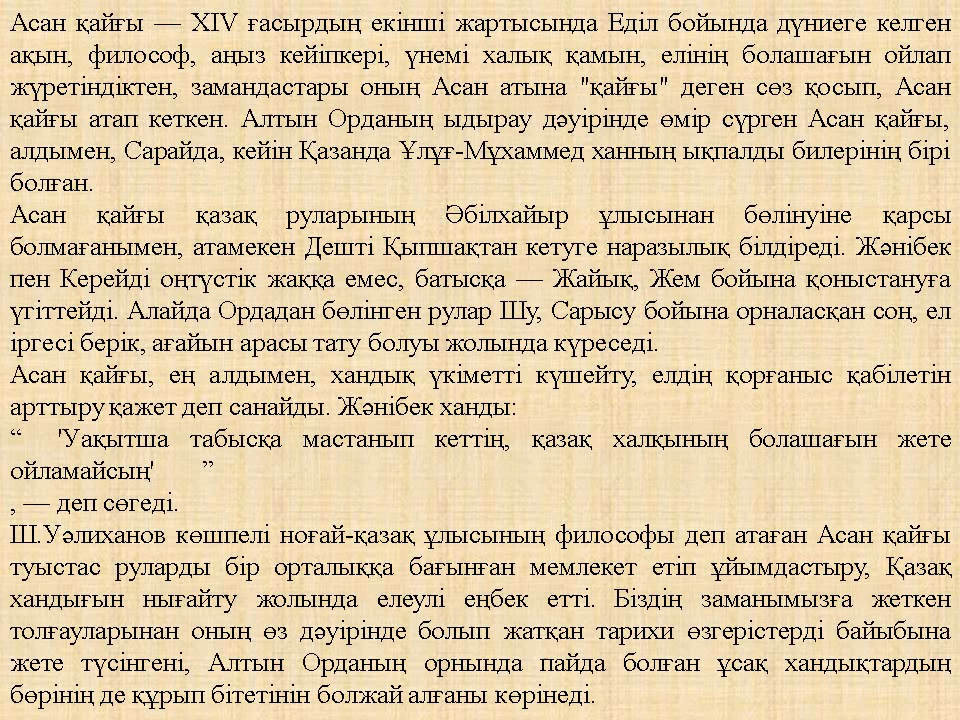 Асан қайғы — XIV ғасырдың екінші жартысында Еділ бойында дүниеге келген
ақын, философ, аңыз кейіпкері, үнемі халық қамын, елінің болашағын ойлап
жүретіндіктен, замандастары оның Асан атына "қайғы" деген сөз қосып, Асан
қайғы атап кеткен. Алтын Орданың ыдырау дәуірінде өмір сүрген Асан қайғы,
алдымен, Сарайда, кейін Қазанда Ұлұғ-Мұхаммед ханның ықпалды билерінің бірі
болған.
Асан қайғы қазақ руларының Әбілхайыр ұлысынан бөлінуіне қарсы
болмағанымен, атамекен Дешті Қыпшақтан кетуге наразылық білдіреді. Жәнібек
пен Керейді оңтүстік жаққа емес, батысқа — Жайық, Жем бойына қоныстануға
үгіттейді. Алайда Ордадан бөлінген рулар Шу, Сарысу бойына орналасқан соң, ел
іргесі берік, ағайын арасы тату болуы жолында күреседі.
Асан қайғы, ең алдымен, хандық үкіметті күшейту, елдің қорғаныс қабілетін
арттыру қажет деп санайды. Жәнібек ханды:
“ 'Уақытша табысқа мастанып кеттің, қазақ халқының болашағын жете
ойламайсың' ”
, — деп сөгеді.
Ш.Уәлиханов көшпелі ноғай-қазақ ұлысының философы деп атаған Асан қайғы
туыстас руларды бір орталыққа бағынған мемлекет етіп ұйымдастыру, Қазақ
хандығын нығайту жолында елеулі еңбек етті. Біздің заманымызға жеткен
толғауларынан оның өз дәуірінде болып жатқан тарихи өзгерістерді байыбына
жете түсінгені, Алтын Орданың орнында пайда болған ұсақ хандықтардың
бөрінің де құрып бітетінін болжай алғаны көрінеді.